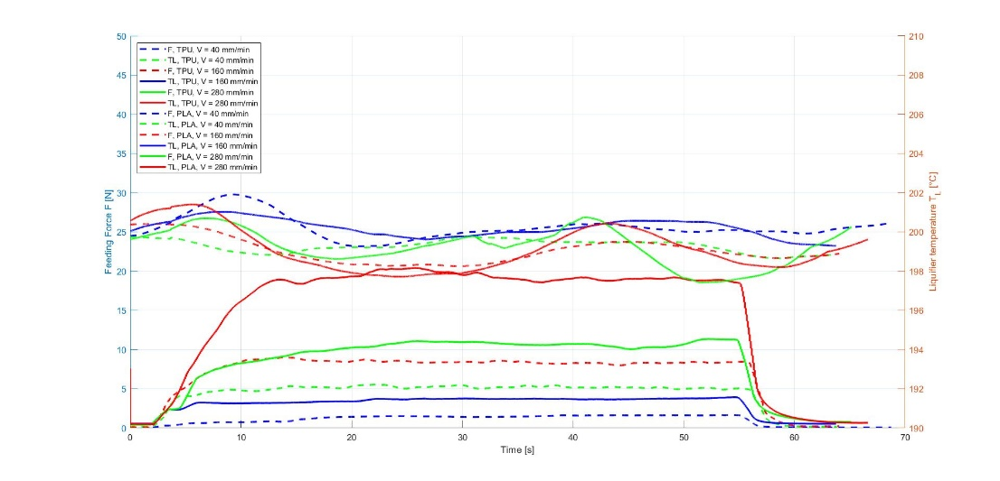 50
45
40
35
30
25
20
15
10
5
0
Feeding Force F [N]
F, TPU, V = 40 mm/min
TL, TPU, V = 40 mm/min
F, TPU, V = 160 mm/min
TL, TPU, V = 160 mm/min
F, TPU, V = 280 mm/min
TL, TPU, V = 280 mm/min
F, PLA, V = 40 mm/min
TL, PLA, V = 40 mm/min
F, PLA, V = 160 mm/min
TL, PLA, V = 160 mm/min
F, PLA, V = 280 mm/min
TL, PLA, V = 280 mm/min
210
208
206
204
202
200
198
196
194
192
190
Liquifier temperature T_L [°C]
0 10 20 30 40 50 60 70
Time [s]